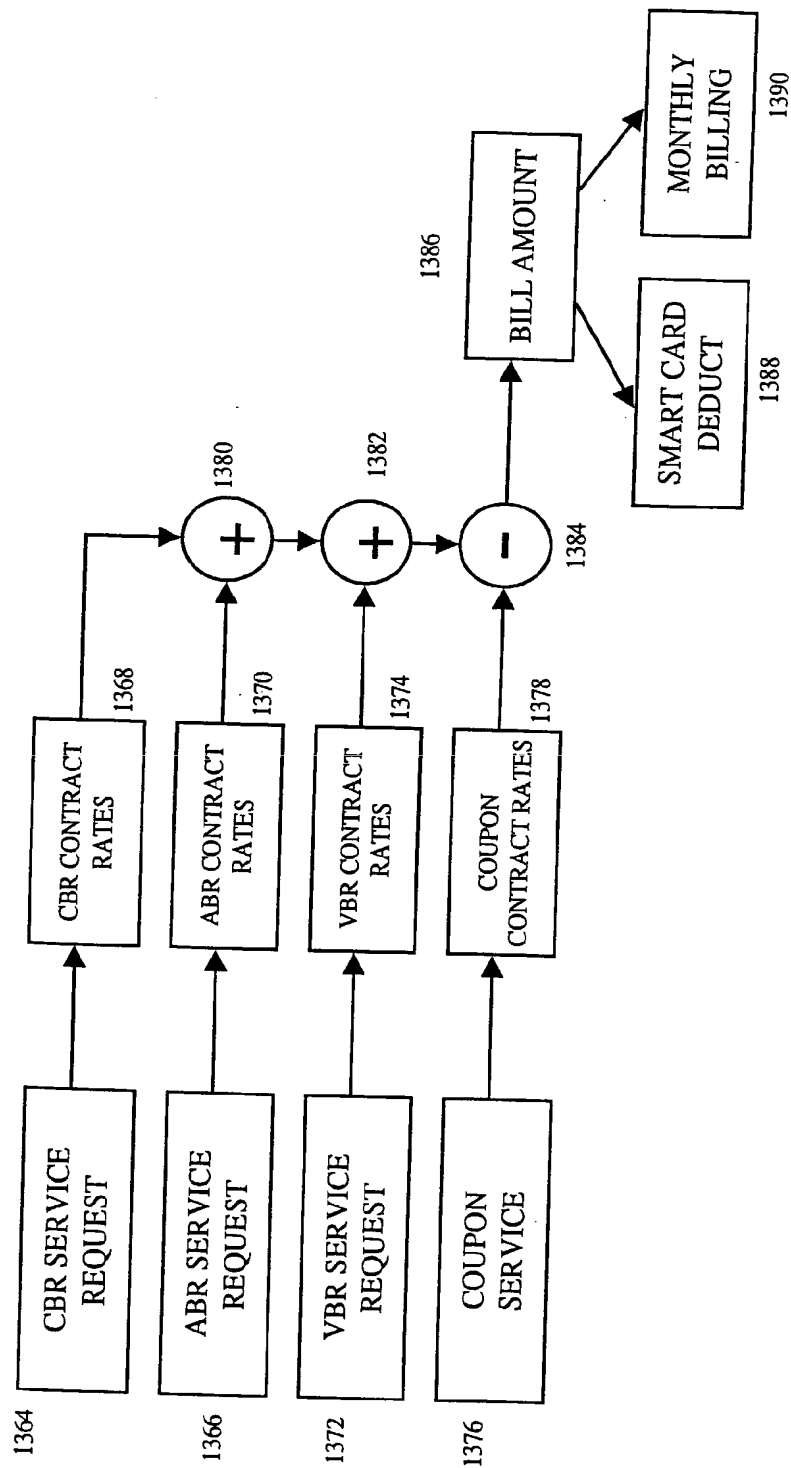 1364
CBR SERVICE
REQUEST
CBR CONTRACT
RATES
1368
1366
ABR SERVICE
REQUEST
ABR CONTRACT
RATES
1370
+
1380
1372
VBR SERVICE
REQUEST
VBR CONTRACT
RATES
1374
+
1382
1376
COUPON
SERVICE
COUPON
CONTRACT RATES
1378
-
1384
1386
BILL AMOUNT
SMART CARD
DEDUCT
1388
MONTHLY
BILLING
1390